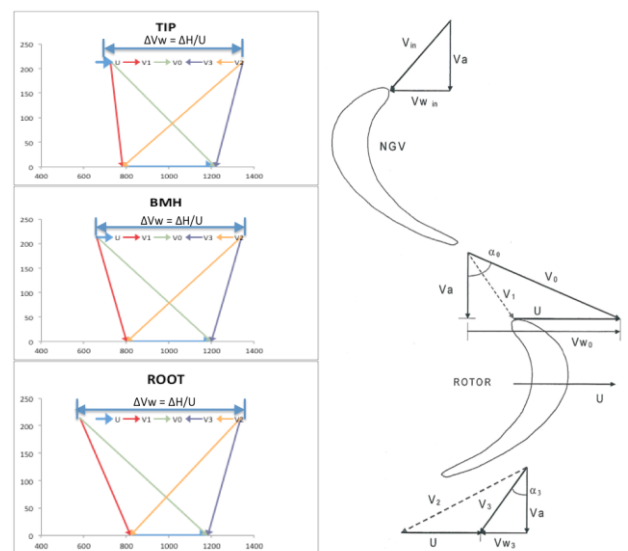 TIP
ΔVw = ΔH/U
U V1 V0 V3 V2
250
200
150
100
50
0
400 600 800 1000 1200 1400
BMH
ΔVw = ΔH/U
U V1 V0 V3 V2
250
200
150
100
50
0
400 600 800 1000 1200 1400
ROOT
ΔVw = ΔH/U
U V1 V0 V3 V2
250
200
150
100
50
0
400 600 800 1000 1200 1400
Vin
Va
Vw in
NGV
α0
V0
Va
V1
U
Vw0
ROTOR
U
V2
V3
α3
Va
U
Vw3